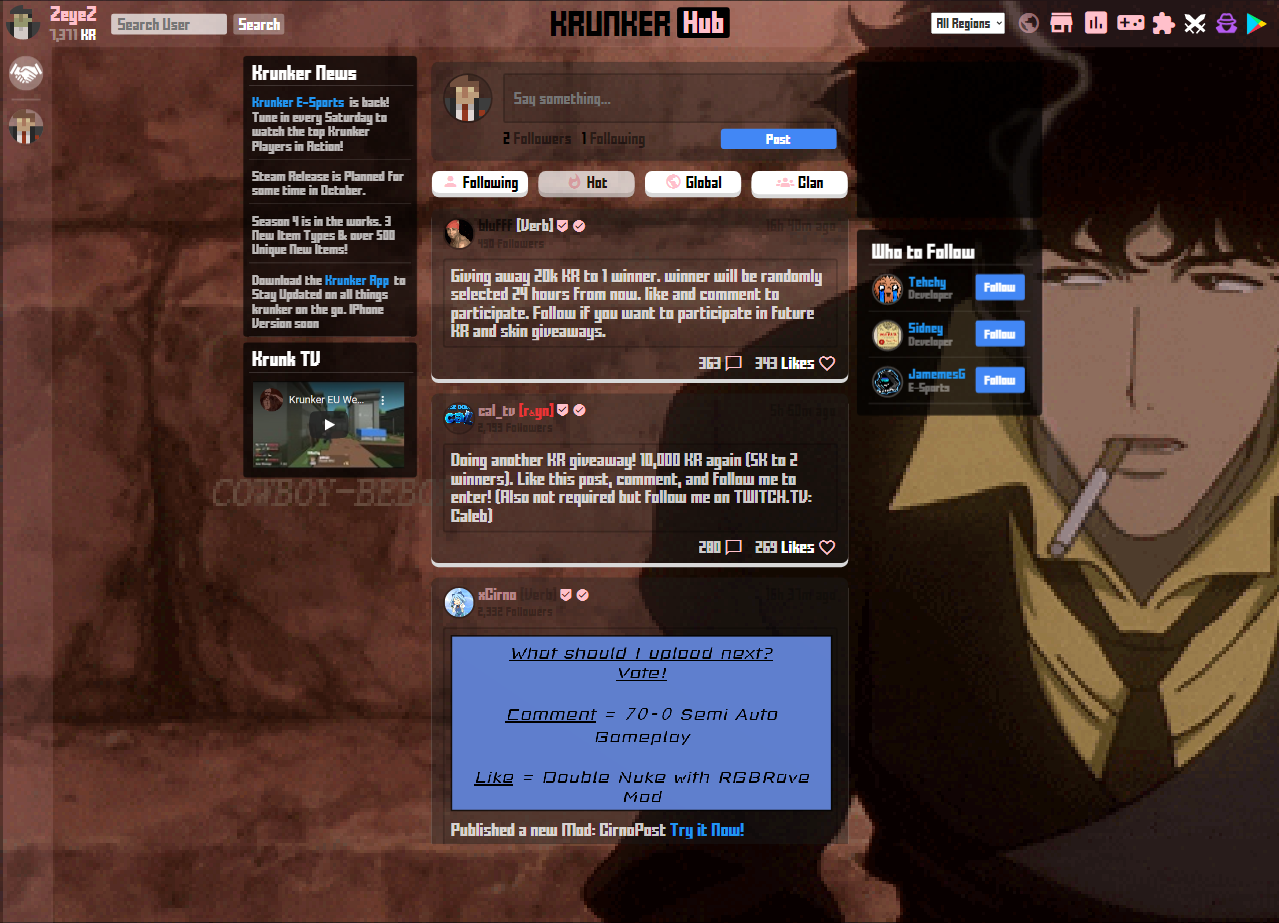 ZeyeZ
7,371 KR
Search User
Search
KRUNKER Hub
All Regions
Krunker News
Krunker E-Sports is back!
Tune in every Saturday to
watch the top Krunker
Players in Action!
Steam Release is Planned for
some time in October.
Season 4 is in the works. 3
New Item Types & over 500
Unique New Items!
Download the Krunker App to
Stay Updated on all things
krunker on the go. IPhone
Version soon
Krunk TV
Krunker EU We...
COWBOY-BEBO
Say something...
2 Followers 1 Following
Post
Following
Hot
Global
Clan
blufff [Verb]
430 Followers
Giving away 20k KR to 1 winner. winner will be randomly
selected 24 hours from now. like and comment to
participate. Follow if you want to participate in future
KR and skin giveaways.
363 343 Likes
cal_tv [r
2,753 Followers
Doing another KR giveaway! 10,000 KR again (5K to 2
winners). Like this post, comment, and follow me to
enter! (Also not required but follow me on TWITCH.TV:
Caleb)
280 269 Likes
xCirno [Verb]
2,332 Followers
What should I upload next?
Vote!
Comment = 70-0 Semi Auto
Gameplay
Like = Double Nuke with RGBRave
Mod
Published a new Mod: CirnoPost Try it Now!
Who to Follow
Tehchy
Developer
Follow
Sidney
Developer
Follow
JamemesG
E-Sports
Follow